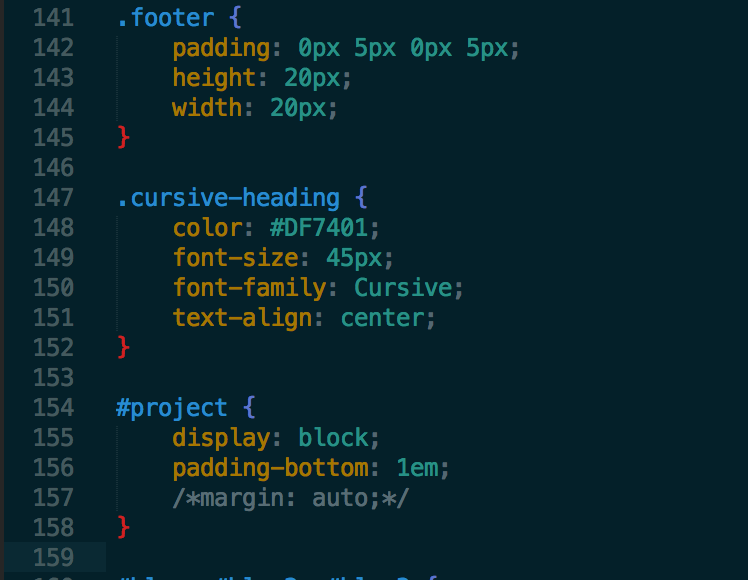 141 .footer {
142 padding: 0px 5px 0px 5px;
143 height: 20px;
144 width: 20px;
145 }
146
147 .cursive-heading {
148 color: #DF7401;
149 font-size: 45px;
150 font-family: Cursive;
151 text-align: center;
152 }
153
154 #project {
155 display: block;
156 padding-bottom: 1em;
157 /*margin: auto;*/
158 }
159